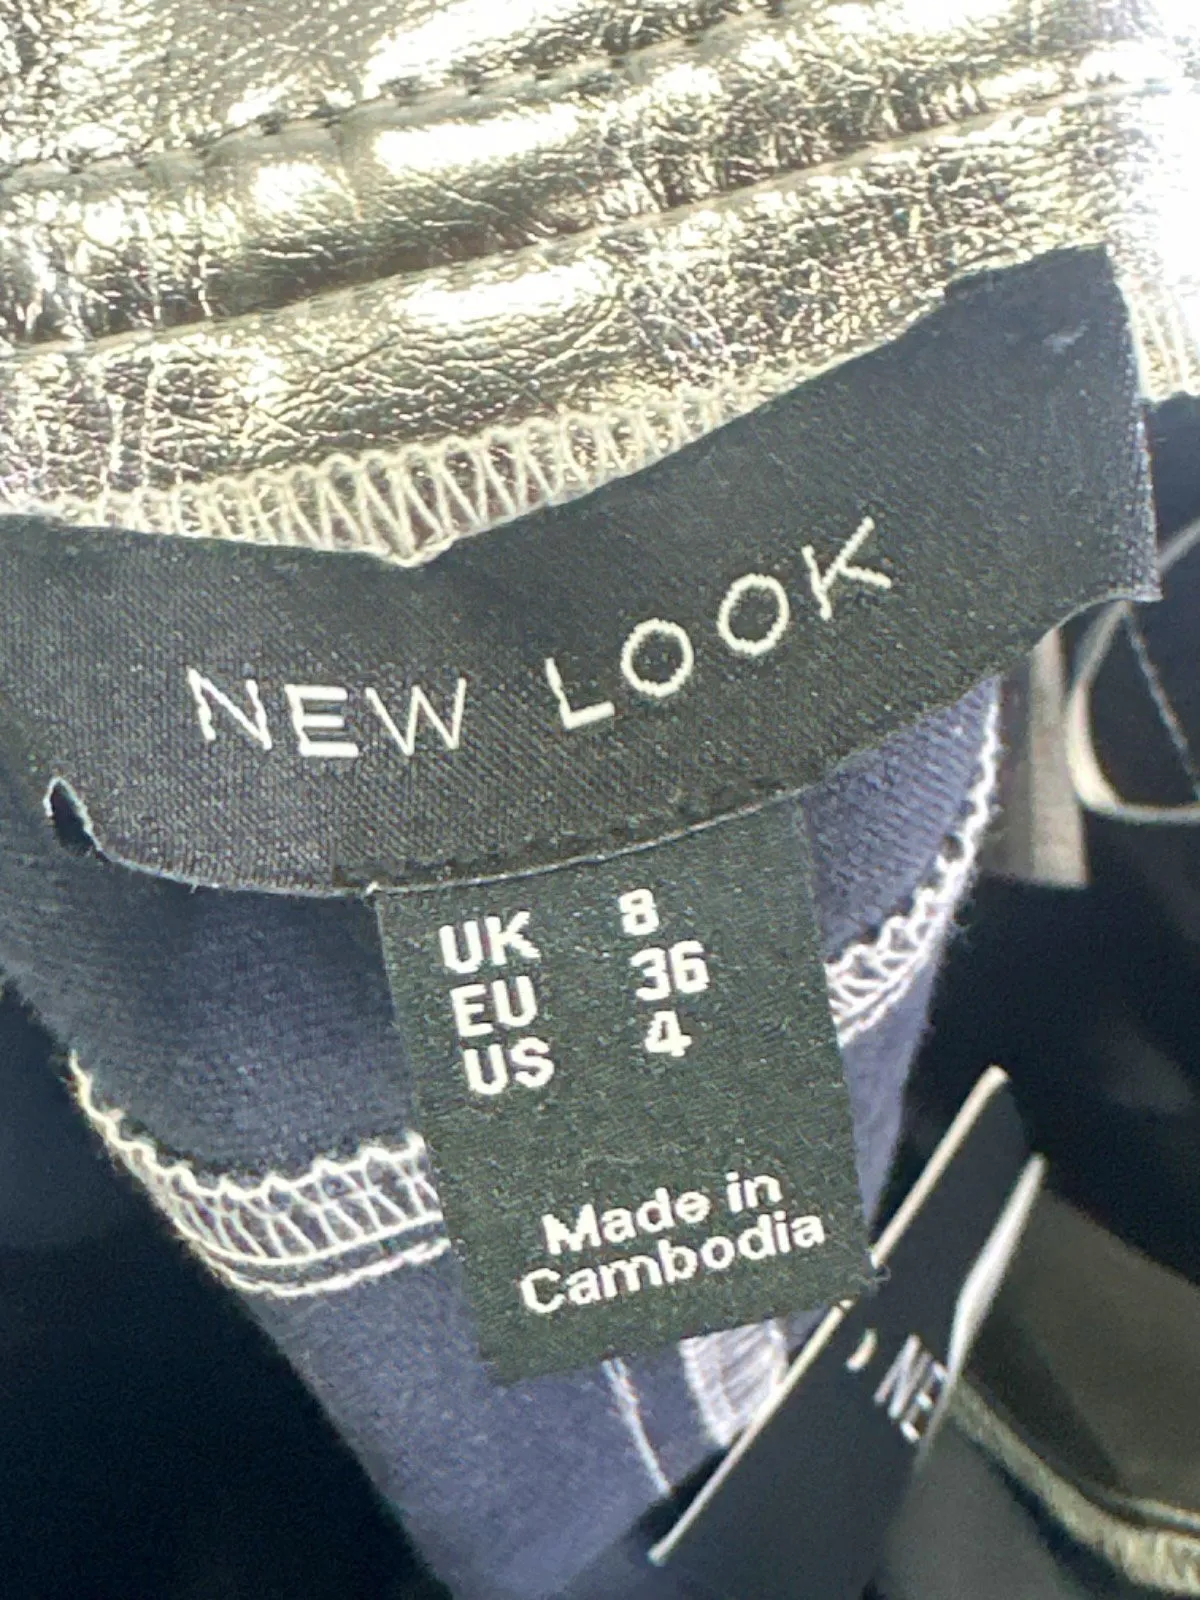 NEW LOOK
UK 8
EU 36
US 4
Made in
Cambodia